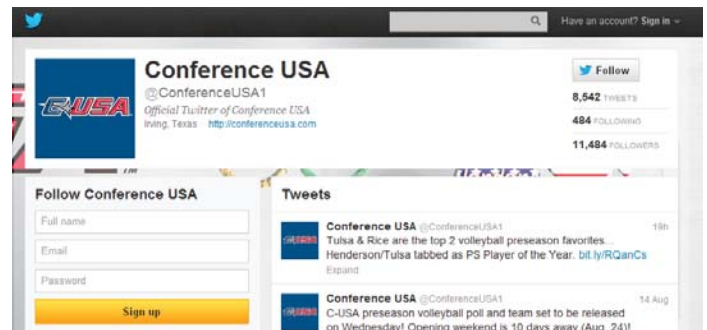 Have an account? Sign in
Conference USA
@ConferenceUSA1
Official Twitter of Conference USA
Irving, Texas http://conferenceusa.com
C-USA
Follow
8,542 TWEETS
484 FOLLOWING
11,484 FOLLOWERS
Follow Conference USA
Full name
Email
Password
Sign up
Tweets
Conference USA @ConferenceUSA1 19h
Tulsa & Rice are the top 2 volleyball preseason favorites...
Henderson/Tulsa tabbed as PS Player of the Year. bit.ly/RQanCs
Expand
Conference USA @ConferenceUSA1 14 Aug
C-USA preseason volleyball poll and team set to be released
on Wednesday! Opening weekend is 10 days away (Aug. 24)!